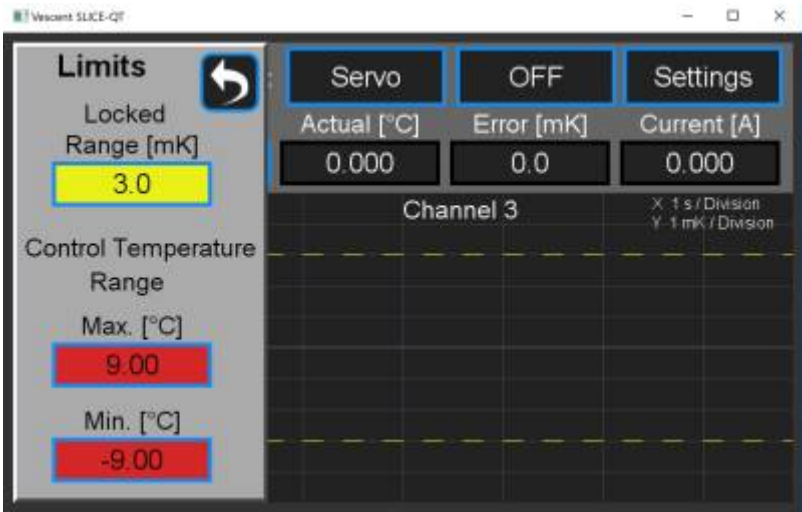 Vescent SLICE-QT
Limits
Locked
Range [mK]
3.0
Control Temperature
Range
Max. [°C]
9.00
Min. [°C]
-9.00
Servo
OFF
Settings
Actual [°C]
Error [mK]
Current [A]
0.000
0.0
0.000
Channel 3
X 1 s / Division
Y 1 mK / Division